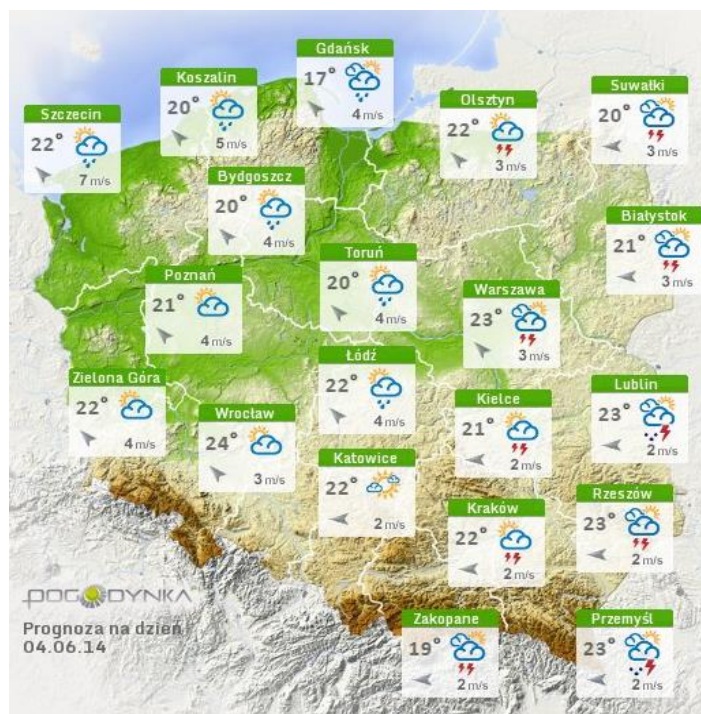 Gdańsk
17°
4 m/s
Koszalin
20°
5 m/s
Szczecin
22°
7 m/s
Olsztyn
22°
3 m/s
Suwałki
20°
3 m/s
Bydgoszcz
20°
4 m/s
Białystok
21°
3 m/s
Toruń
20°
4 m/s
Poznań
21°
4 m/s
Warszawa
23°
3 m/s
Łódź
22°
4 m/s
Zielona Góra
22°
4 m/s
Wrocław
24°
3 m/s
Kielce
21°
2 m/s
Lublin
23°
2 m/s
Katowice
22°
2 m/s
Kraków
22°
2 m/s
Rzeszów
23°
2 m/s
Zakopane
19°
2 m/s
Przemyśl
23°
2 m/s
POGODYNKA
Prognoza na dzień
04.06.14